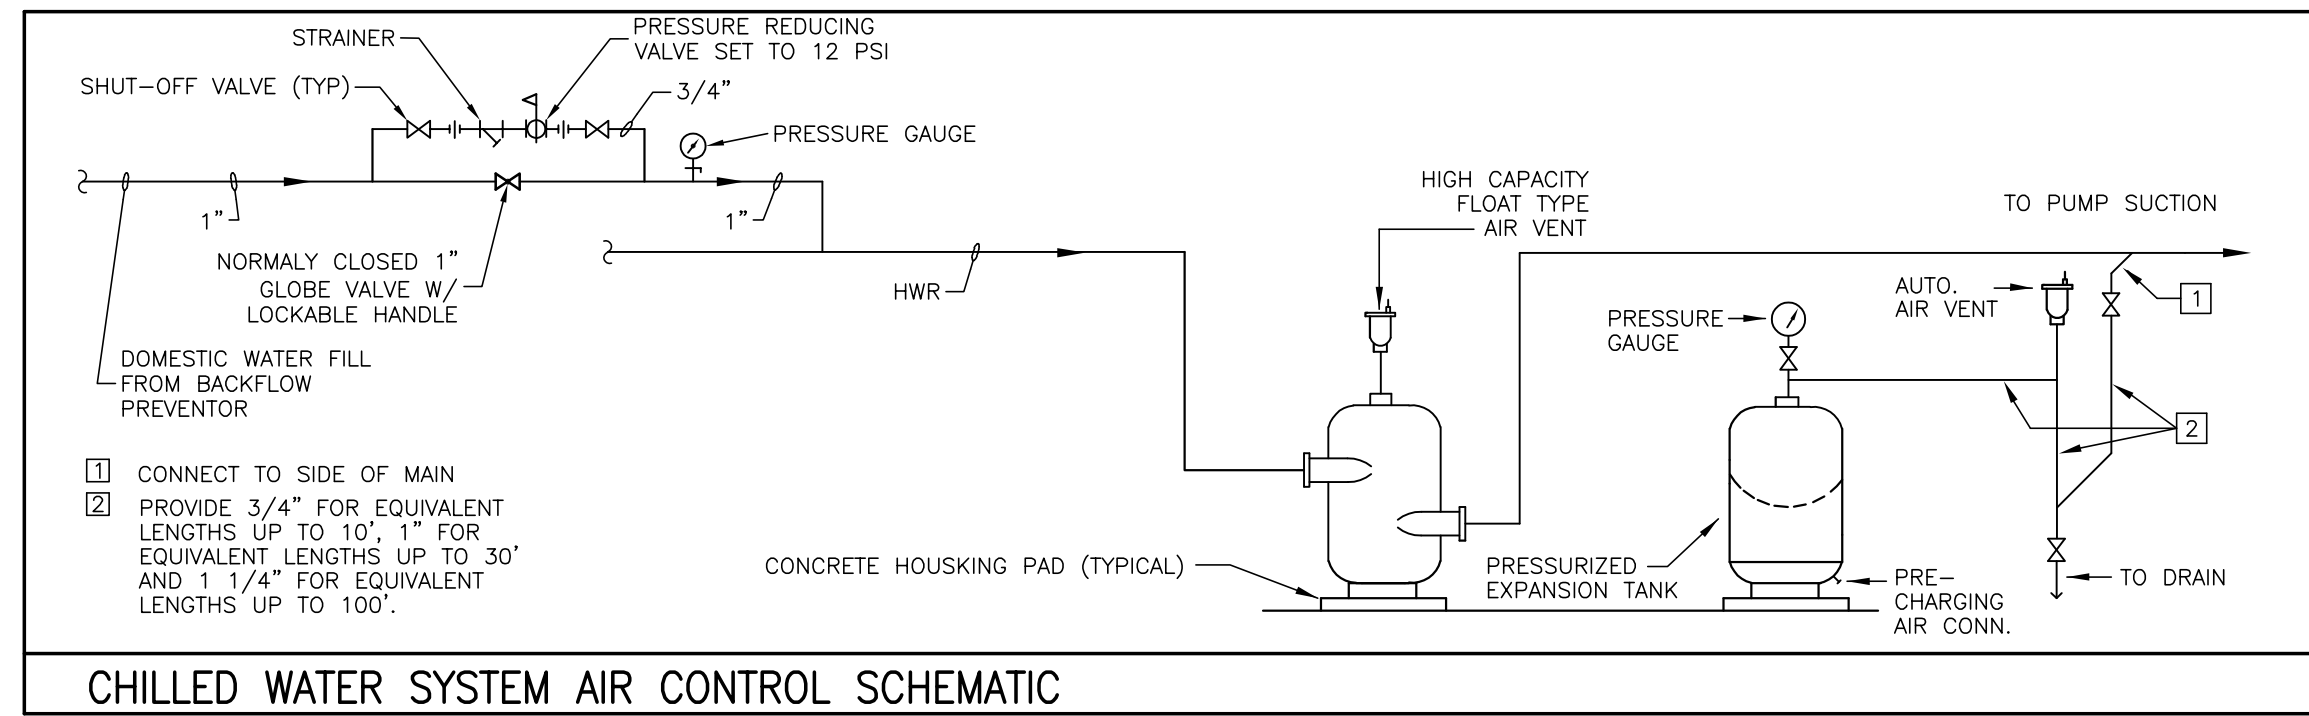 STRAINER
PRESSURE REDUCING
VALVE SET TO 12 PSI
SHUT-OFF VALVE (TYP)
3/4"
PRESSURE GAUGE
1"
1"
NORMALY CLOSED 1"
GLOBE VALVE W/
LOCKABLE HANDLE
DOMESTIC WATER FILL
FROM BACKFLOW
PREVENTOR
HWR
HIGH CAPACITY
FLOAT TYPE
AIR VENT
TO PUMP SUCTION
AUTO.
AIR VENT
1
PRESSURE
GAUGE
2
1 CONNECT TO SIDE OF MAIN
2 PROVIDE 3/4" FOR EQUIVALENT
LENGTHS UP TO 10', 1" FOR
EQUIVALENT LENGTHS UP TO 30'
AND 1 1/4" FOR EQUIVALENT
LENGTHS UP TO 100'.
CONCRETE HOUSKING PAD (TYPICAL)
PRESSURIZED
EXPANSION TANK
PRE-
CHARGING
AIR CONN.
TO DRAIN
CHILLED WATER SYSTEM AIR CONTROL SCHEMATIC